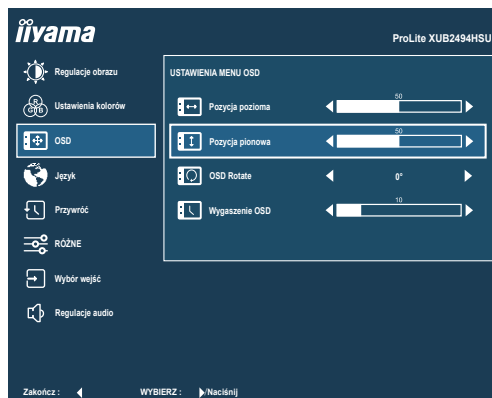 iiyama
ProLite XUB2494HSU
Regulacje obrazu
Ustawienia kolorów
R
G B
OSD
Język
Przywróć
RÓŻNE
Wybór wejść
Regulacje audio
USTAWIENIA MENU OSD
Pozycja pozioma
50
Pozycja pionowa
50
OSD Rotate
0°
Wygaszenie OSD
10
Zakończ :
WYBIERZ : /Naciśnij